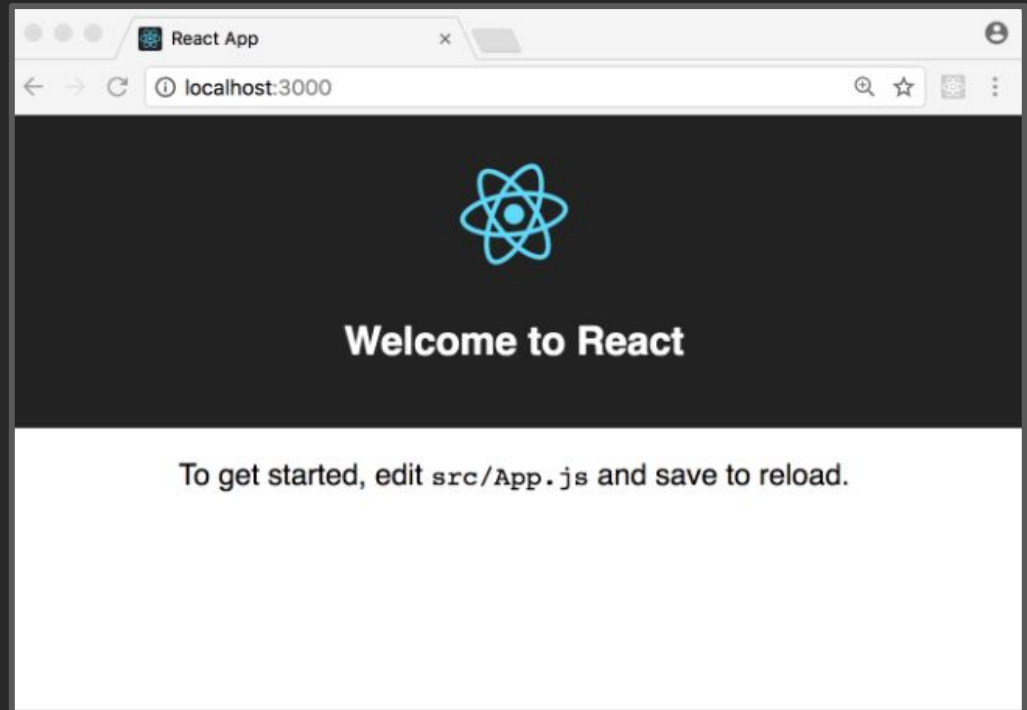 React App
localhost:3000
Welcome to React
To get started, edit src/App.js and save to reload.